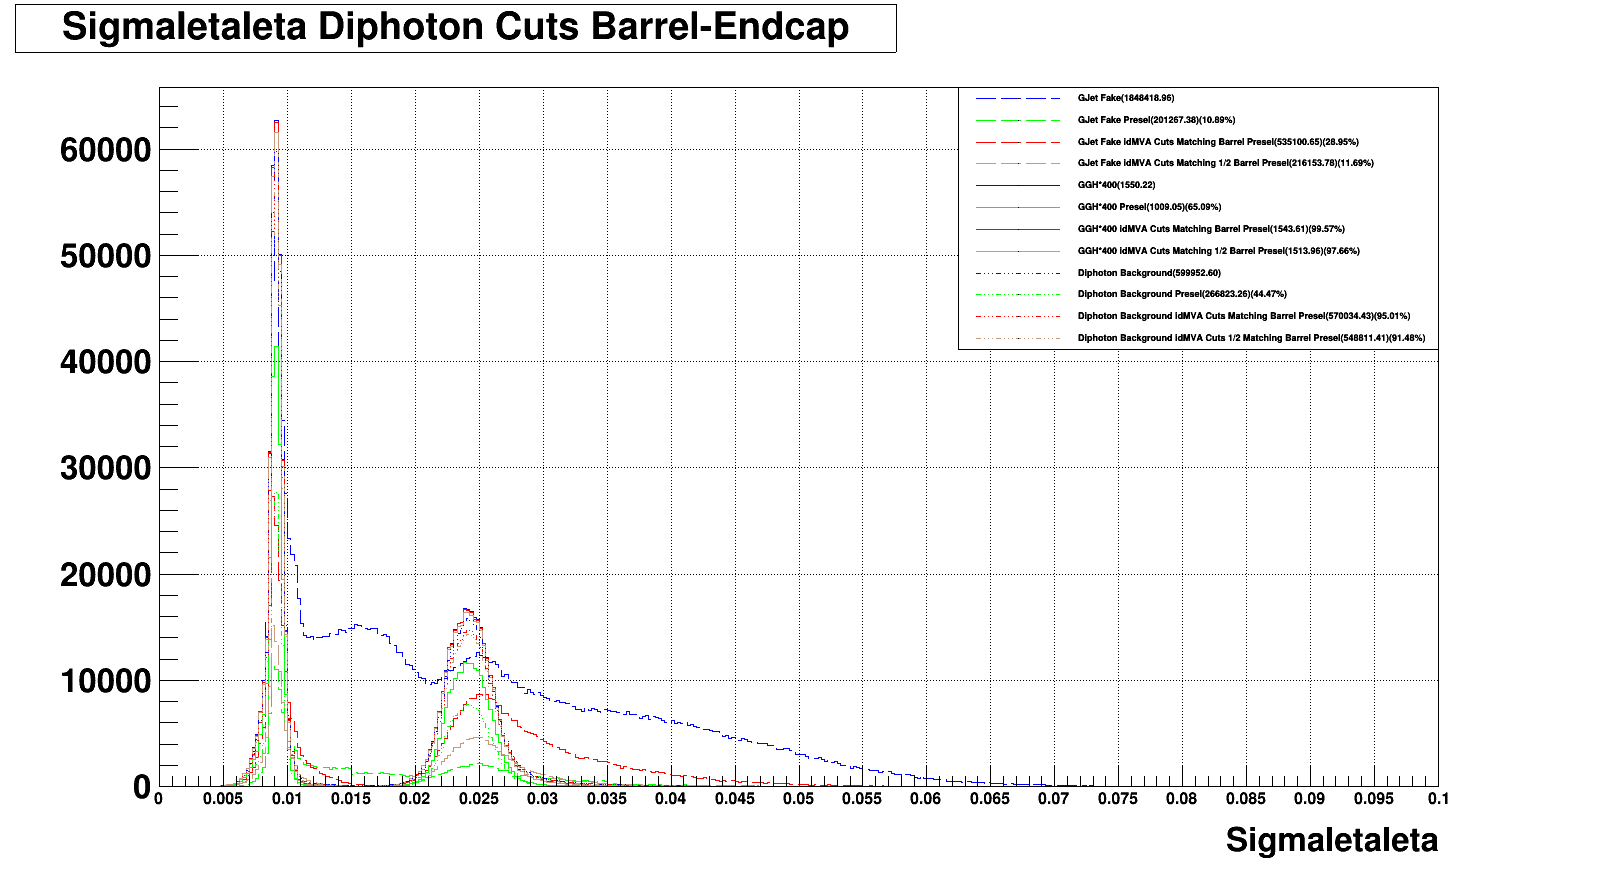 Sigmaletaleta Diphoton Cuts Barrel-Endcap
GJet Fake(1848418.96)
GJet Fake Presel(201267.38)(10.89%)
GJet Fake idMVA Cuts Matching Barrel Presel(535100.65)(28.95%)
GJet Fake idMVA Cuts Matching 1/2 Barrel Presel(216153.78)(11.69%)
GGH*400(1550.22)
GGH*400 Presel(1009.05)(65.09%)
GGH*400 idMVA Cuts Matching Barrel Presel(1543.61)(99.57%)
GGH*400 idMVA Cuts Matching 1/2 Barrel Presel(1513.96)(97.66%)
Diphoton Background(599952.60)
Diphoton Background Presel(266823.26)(44.47%)
Diphoton Background idMVA Cuts Matching Barrel Presel(570034.43)(95.01%)
Diphoton Background idMVA Cuts 1/2 Matching Barrel Presel(548811.41)(91.48%)
60000
50000
40000
30000
20000
10000
0
0 0.005 0.01 0.015 0.02 0.025 0.03 0.035 0.04 0.045 0.05 0.055 0.06 0.065 0.07 0.075 0.08 0.085 0.09 0.095 0.1
Sigmaletaleta